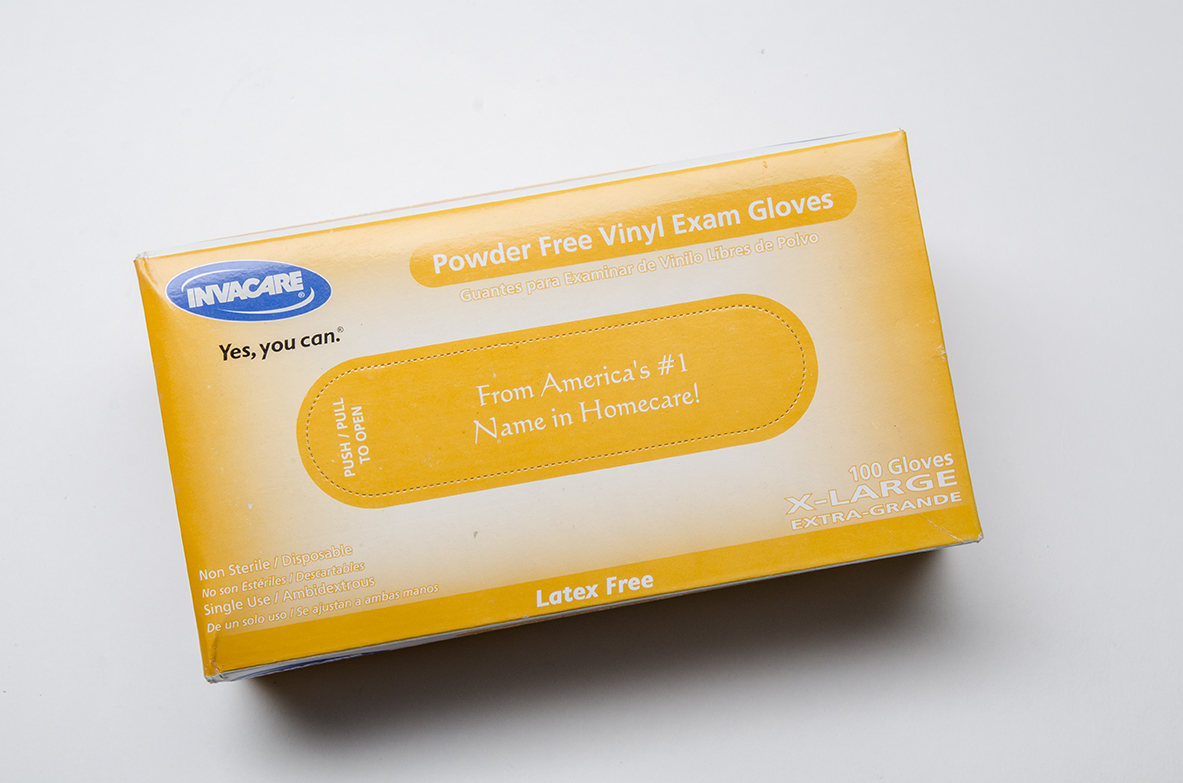 Powder Free Vinyl Exam Gloves
Guantes para Examinar de Vinilo Libres de Polvo
INVACARE®
Yes, you can.®
From America's #1
Name in Homecare!
PUSH / PULL
TO OPEN
100 Gloves
X-LARGE
EXTRA-GRANDE
Non Sterile / Disposable
No son Estériles / Descartables
Single Use / Ambidextrous
De un solo uso / Se ajustan a ambas manos
Latex Free